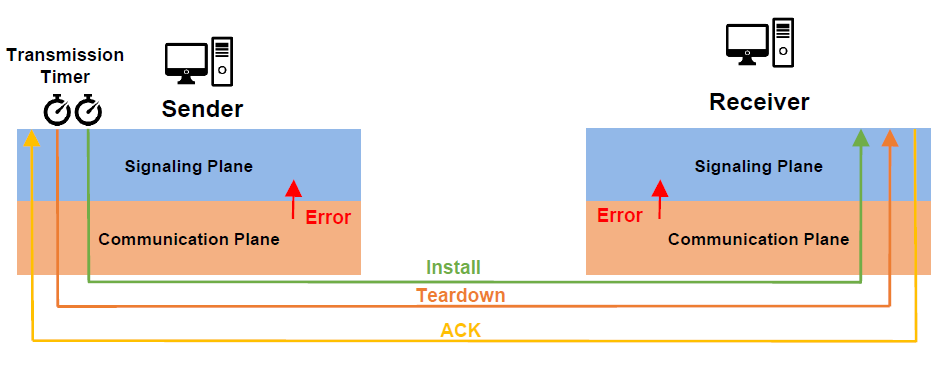 Transmission
Timer
Sender
Receiver
Signaling Plane
Signaling Plane
Error
Error
Communication Plane
Communication Plane
Install
Teardown
ACK